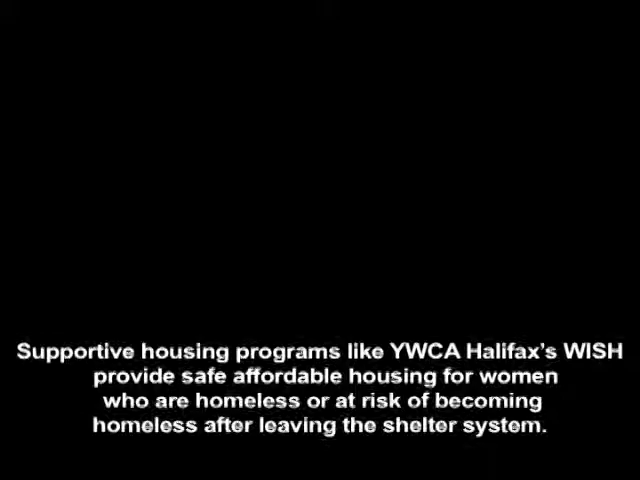 Supportive housing programs like YWCA Halifax's WISH
provide safe affordable housing for women
who are homeless or at risk of becoming
homeless after leaving the shelter system.